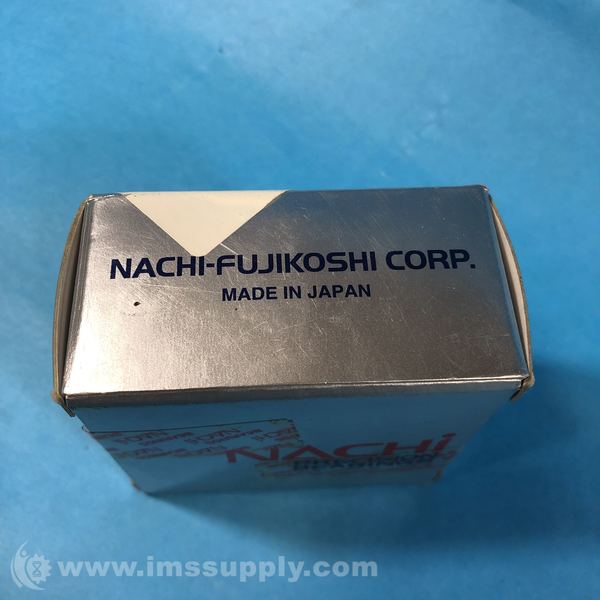 NACHI-FUJIKOSHI CORP.
MADE IN JAPAN
NACHi
www.imssupply.com